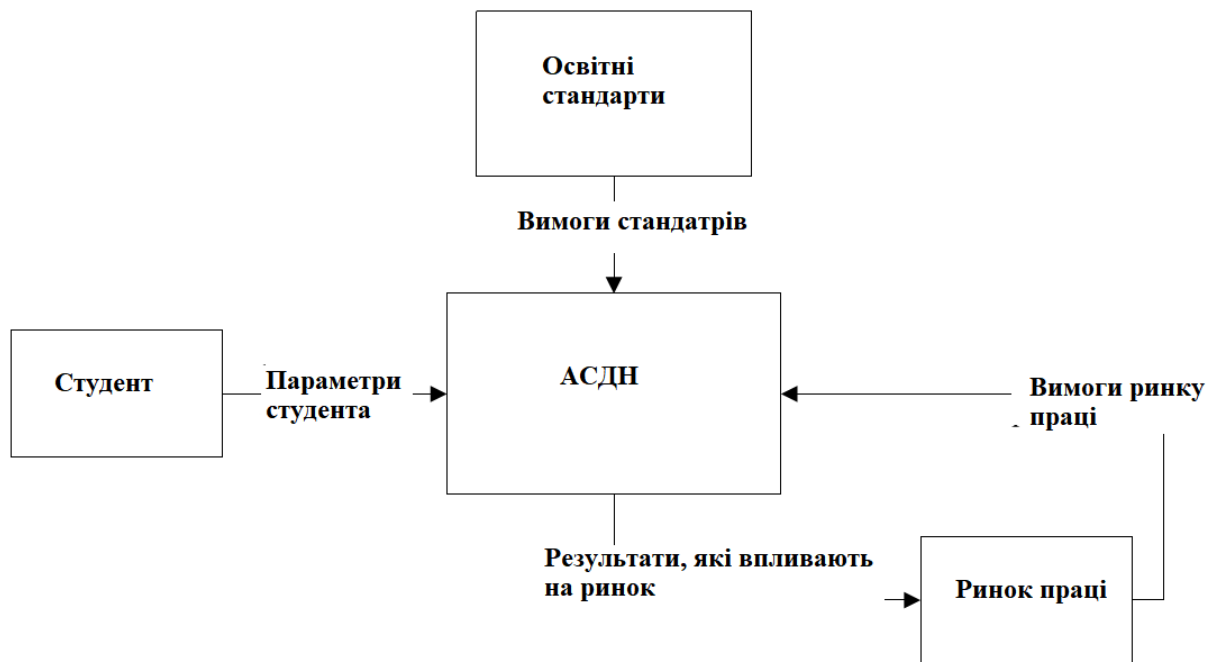 Освітні
стандарти
Вимоги стандатрів
Студент
Параметри
студента
АСДН
Вимоги ринку
праці
Результати, які впливають
на ринок
Ринок праці